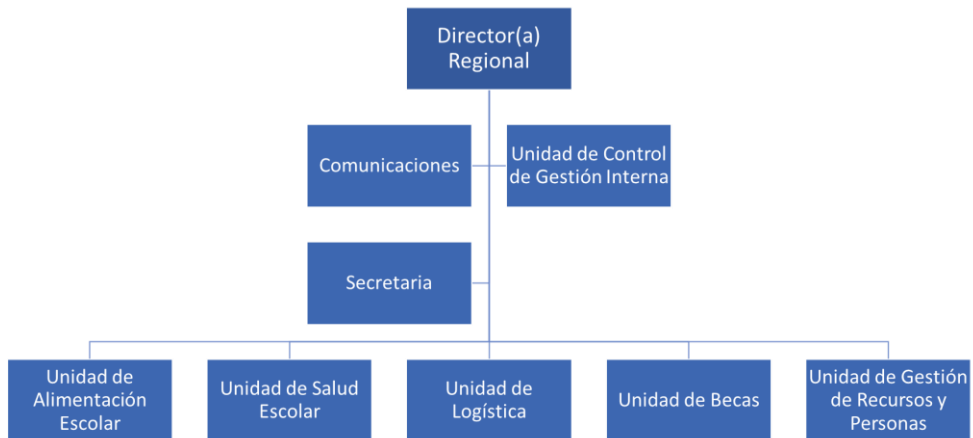 Director(a)
Regional
Comunicaciones
Unidad de Control
de Gestión Interna
Secretaria
Unidad de
Alimentación
Escolar
Unidad de Salud
Escolar
Unidad de
Logística
Unidad de Becas
Unidad de Gestión
de Recursos y
Personas